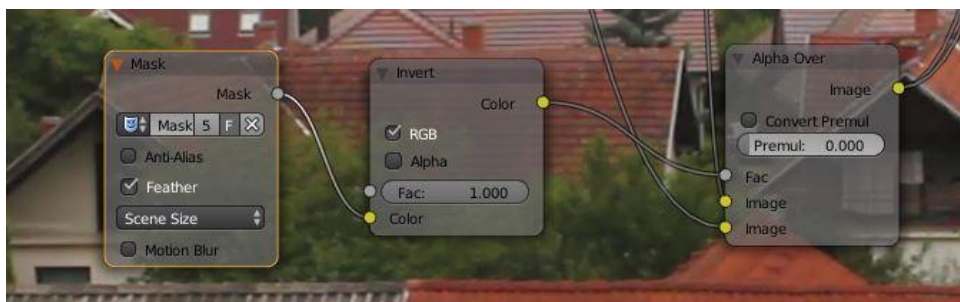 Mask
Mask
Mask 5 F
Anti-Alias
Feather
Scene Size
Motion Blur
Invert
Color
RGB
Alpha
Fac: 1.000
Color
Alpha Over
Image
Convert Premul
Premul: 0.000
Fac
Image
Image